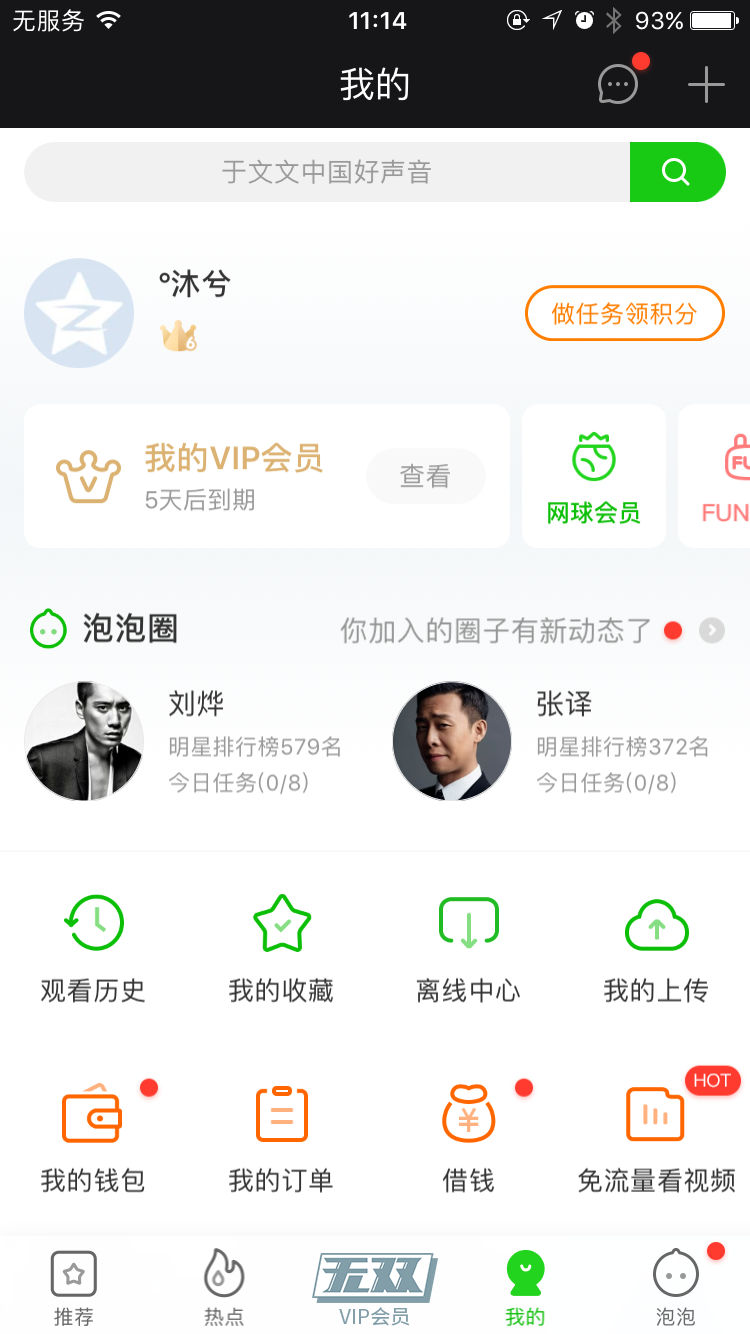 无服务 11:14 93%
我的
于文文中国好声音
°沐兮
6
做任务领积分
我的VIP会员
5天后到期
查看
网球会员
FU
FUN
泡泡圈
你加入的圈子有新动态了
刘烨
明星排行榜579名
今日任务(0/8)
张译
明星排行榜372名
今日任务(0/8)
观看历史 我的收藏 离线中心 我的上传
HOT
我的钱包 我的订单 借钱 免流量看视频
无双
推荐 热点 VIP会员 我的 泡泡